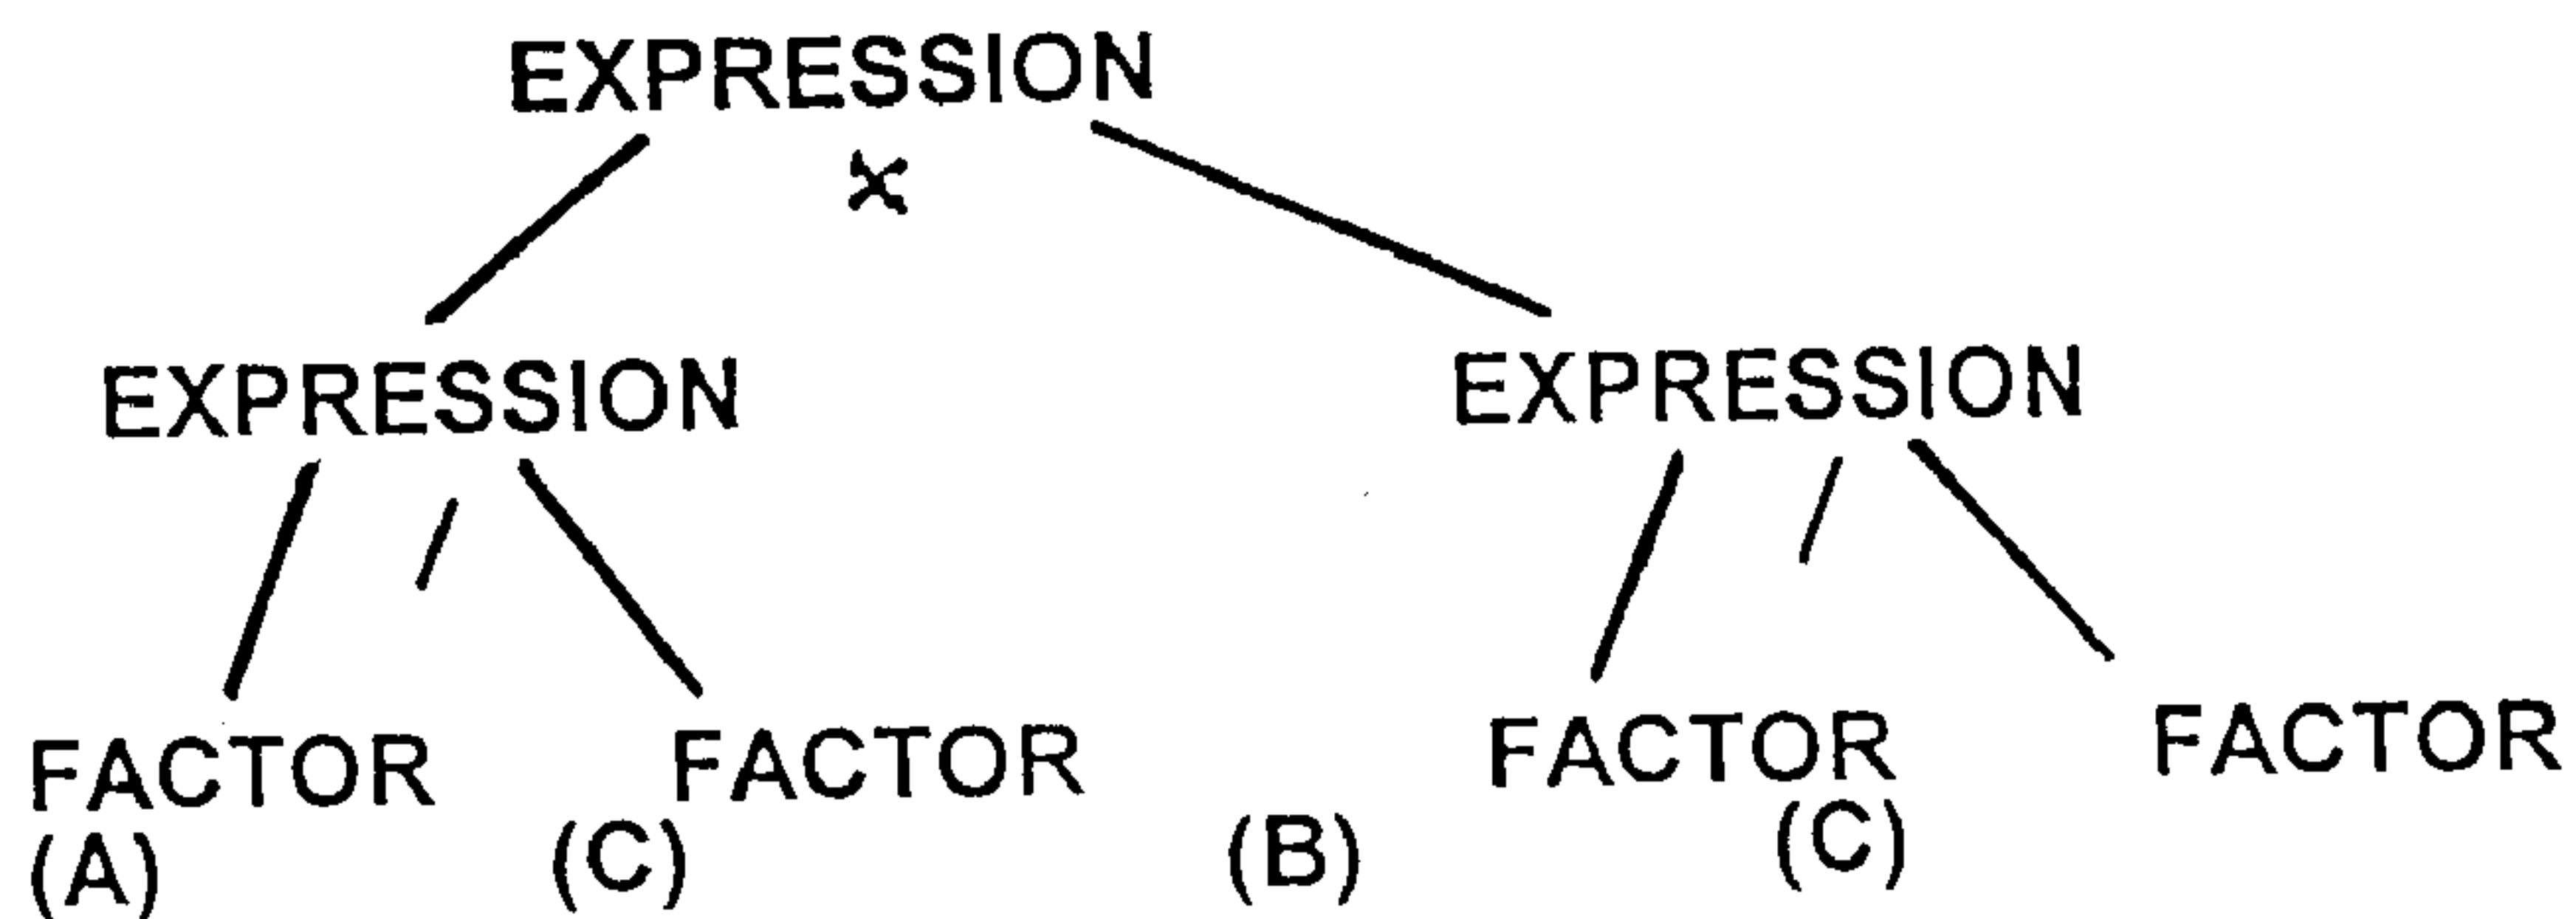 EXPRESSION
×
EXPRESSION EXPRESSION
/ /
FACTOR FACTOR FACTOR FACTOR
(A) (C) (B) (C)